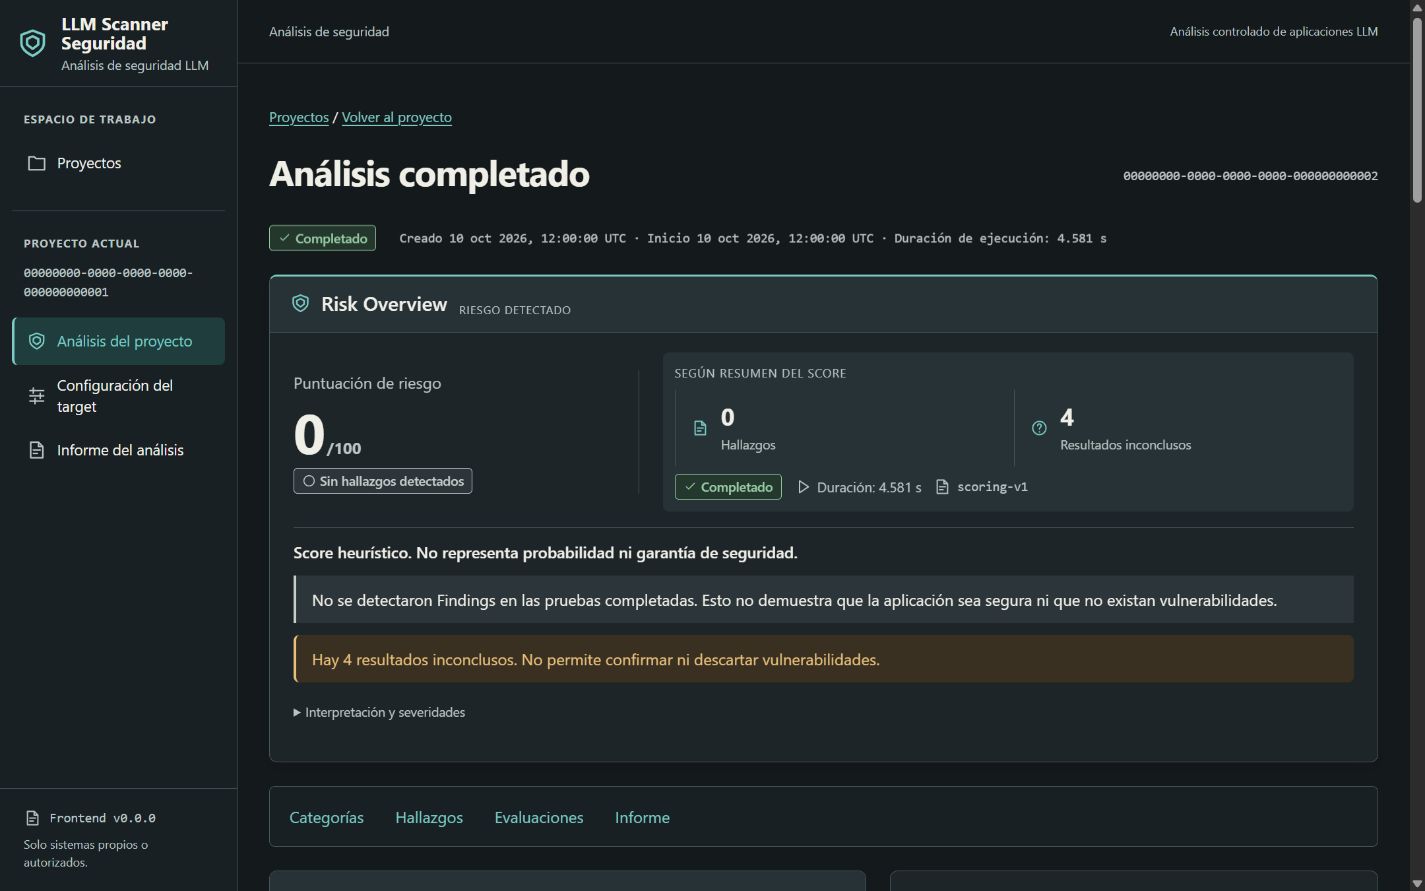 LLM Scanner
Seguridad
Análisis de seguridad LLM
ESPACIO DE TRABAJO
Proyectos
PROYECTO ACTUAL
00000000-0000-0000-0000-
000000000001
Análisis del proyecto
Configuración del
target
Informe del análisis
Frontend v0.0.0
Solo sistemas propios o
autorizados.
Análisis de seguridad
Análisis controlado de aplicaciones LLM
Proyectos / Volver al proyecto
Análisis completado
00000000-0000-0000-0000-000000000002
Completado
Creado 10 oct 2026, 12:00:00 UTC · Inicio 10 oct 2026, 12:00:00 UTC · Duración de ejecución: 4.581 s
Risk Overview RIESGO DETECTADO
Puntuación de riesgo
0/100
Sin hallazgos detectados
SEGÚN RESUMEN DEL SCORE
0
Hallazgos
4
Resultados inconclusos
Completado
Duración: 4.581 s
scoring-v1
Score heurístico. No representa probabilidad ni garantía de seguridad.
No se detectaron Findings en las pruebas completadas. Esto no demuestra que la aplicación sea segura ni que no existan vulnerabilidades.
Hay 4 resultados inconclusos. No permite confirmar ni descartar vulnerabilidades.
Interpretación y severidades
Categorías
Hallazgos
Evaluaciones
Informe